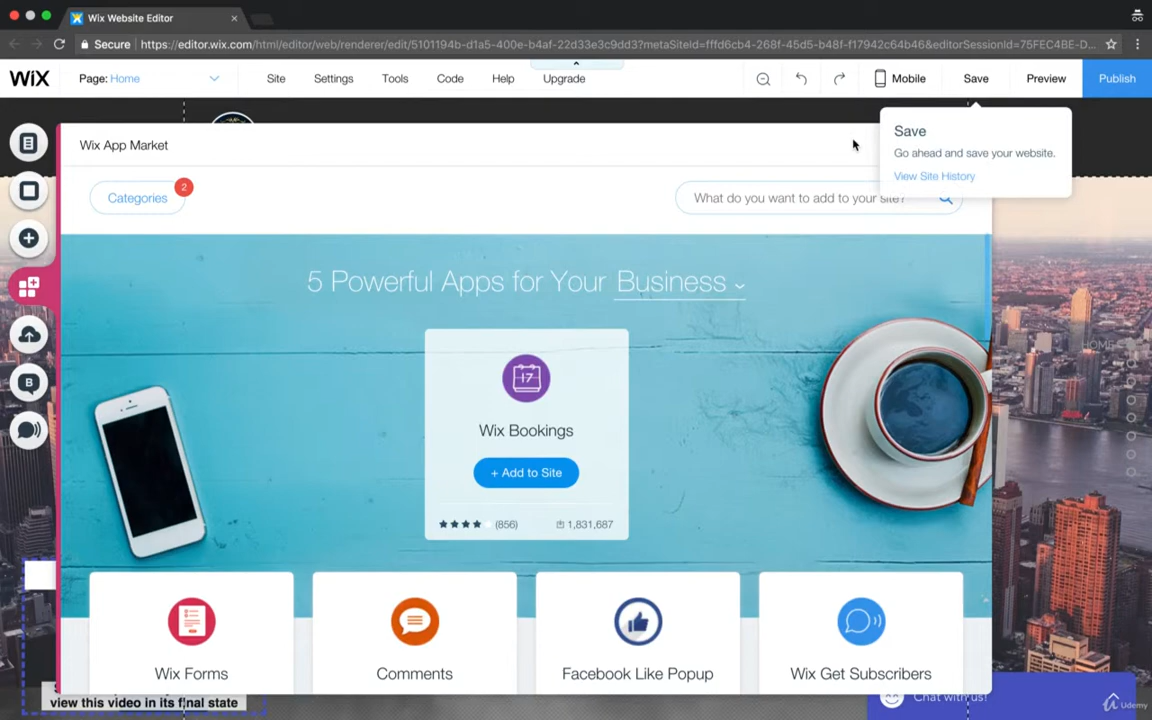 Wix Website Editor
Secure
https://editor.wix.com/html/editor/web/renderer/edit/5101194b-d1a5-400e-b4af-22d33e3c9dd3?metaSiteId=fffd6cb4-268f-45d5-b48f-f17942c64b46&editorSessionId=75FEC4BE-D...
WiX
Page: Home
Site
Settings
Tools
Code
Help
Upgrade
Mobile
Save
Preview
Publish
Save
Go ahead and save your website.
View Site History
Wix App Market
Categories
2
What do you want to add to your site?
5 Powerful Apps for Your Business
17
Wix Bookings
+ Add to Site
(856)
1,831,687
HOME
B
Wix Forms
Comments
Facebook Like Popup
Wix Get Subscribers
view this video in its final state
Chat with us!
Udemy